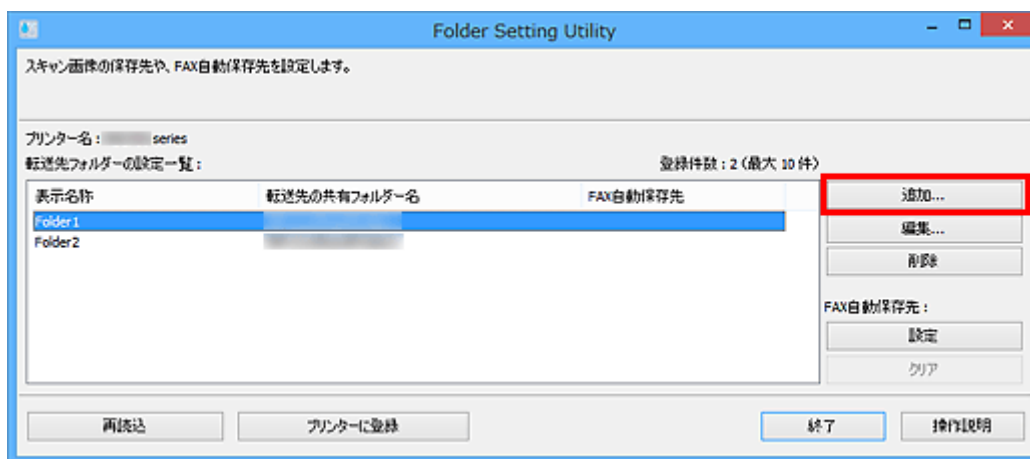 Folder Setting Utility
スキャン画像の保存先や、FAX自動保存先を設定します。
プリンター名: series
転送先フォルダーの設定一覧:
登録件数:2(最大 10 件)
表示名称 転送先の共有フォルダー名 FAX自動保存先
Folder1
Folder2
追加...
編集...
削除
FAX自動保存先:
設定
クリア
再読込 プリンターに登録 終了 操作説明